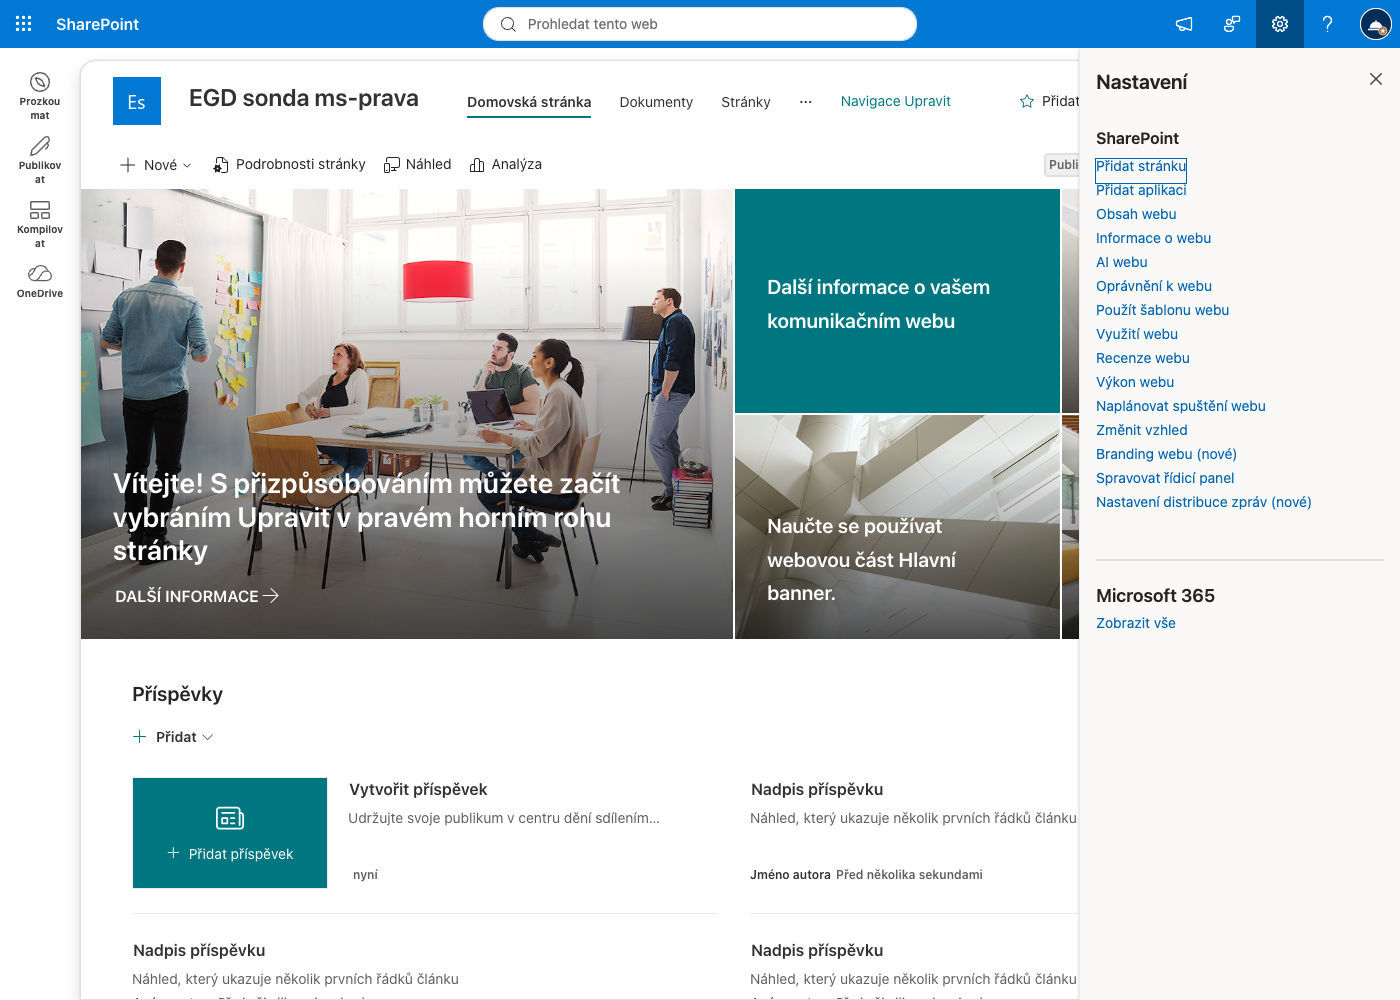 SharePoint
Prohledat tento web
Prozkou
mat
Publikov
at
Kompilov
at
OneDrive
Es
EGD sonda ms-prava
Domovská stránka
Dokumenty
Stránky
Navigace Upravit
Přidat
Nové
Podrobnosti stránky
Náhled
Analýza
Publi
Vítejte! S přizpůsobováním můžete začít
vybráním Upravit v pravém horním rohu
stránky
DALŠÍ INFORMACE
Další informace o vašem
komunikačním webu
Naučte se používat
webovou část Hlavní
banner.
Příspěvky
Přidat
Přidat příspěvek
Vytvořit příspěvek
Udržujte svoje publikum v centru dění sdílením...
nyní
Nadpis příspěvku
Náhled, který ukazuje několik prvních řádků článku
Jméno autora Před několika sekundami
Nadpis příspěvku
Náhled, který ukazuje několik prvních řádků článku
Nadpis příspěvku
Náhled, který ukazuje několik prvních řádků článku
Nastavení
SharePoint
Přidat stránku
Přidat aplikaci
Obsah webu
Informace o webu
AI webu
Oprávnění k webu
Použít šablonu webu
Využití webu
Recenze webu
Výkon webu
Naplánovat spuštění webu
Změnit vzhled
Branding webu (nové)
Spravovat řídicí panel
Nastavení distribuce zpráv (nové)
Microsoft 365
Zobrazit vše